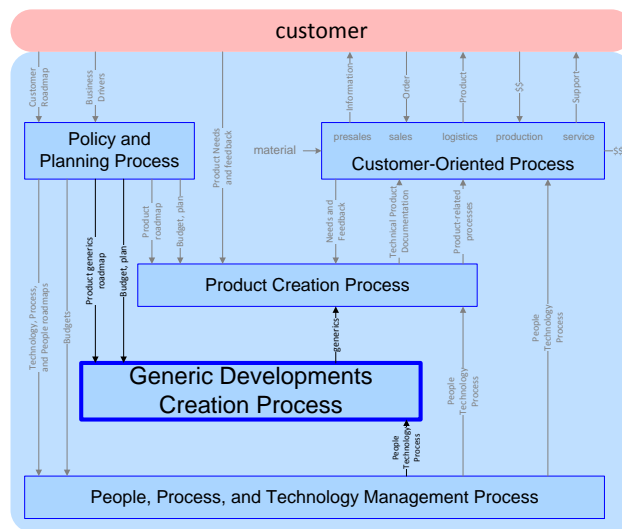 customer
Customer
Roadmap
Business
Drivers
Product Needs
and feedback
Information
Order
Product
$$
Support
Policy and
Planning Process
presales sales logistics production service
material
Customer-Oriented Process
$$
Technology, Process,
and People roadmaps
Budgets
Product generics
roadmap
Budget, plan
Product
roadmap
Budget, plan
Needs and
Feedback
Technical Product
Documentation
Product-related
processes
Product Creation Process
generics
People
Technology
Process
People
Technology
Process
Generic Developments
Creation Process
People
Technology
Process
People, Process, and Technology Management Process